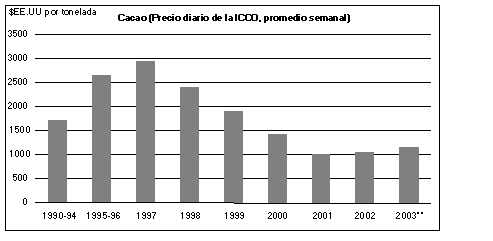 $EE.UU por tonelada
Cacao (Precio diario de la ICCO, promedio semanal)
3500
3000
2500
2000
1500
1000
500
0
1990-94 1995-96 1997 1998 1999 2000 2001 2002 2003**